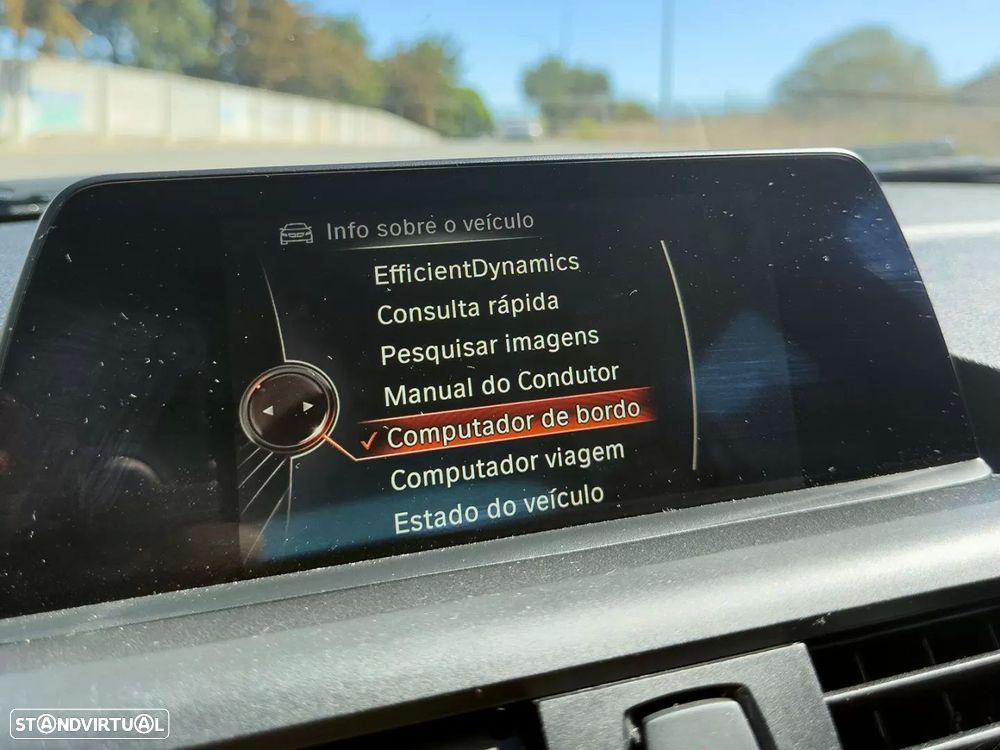 Info sobre o veículo
EfficientDynamics
Consulta rápida
Pesquisar imagens
Manual do Condutor
Computador de bordo
Computador viagem
Estado do veículo
STANDVIRTUAL